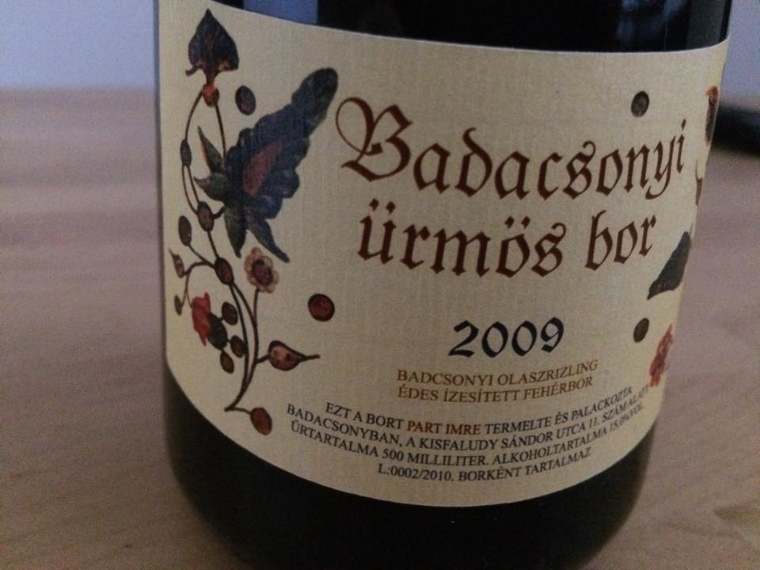 Badacsonyi
ürmös bor
2009
BADCSONYI OLASZRIZLING
ÉDES ÍZESÍTETT FEHÉRBOR
EZT A BORT PART IMRE TERMELTE ÉS PALACKOZTA
BADACSONYBAN, A KISFALUDY SÁNDOR UTCA 11. SZÁM ALATT
ŰRTARTALMA 500 MILLILITER. ALKOHOLTARTALMA 15,0%VOL.
L:0002/2010. BORKÉNT TARTALMAZ